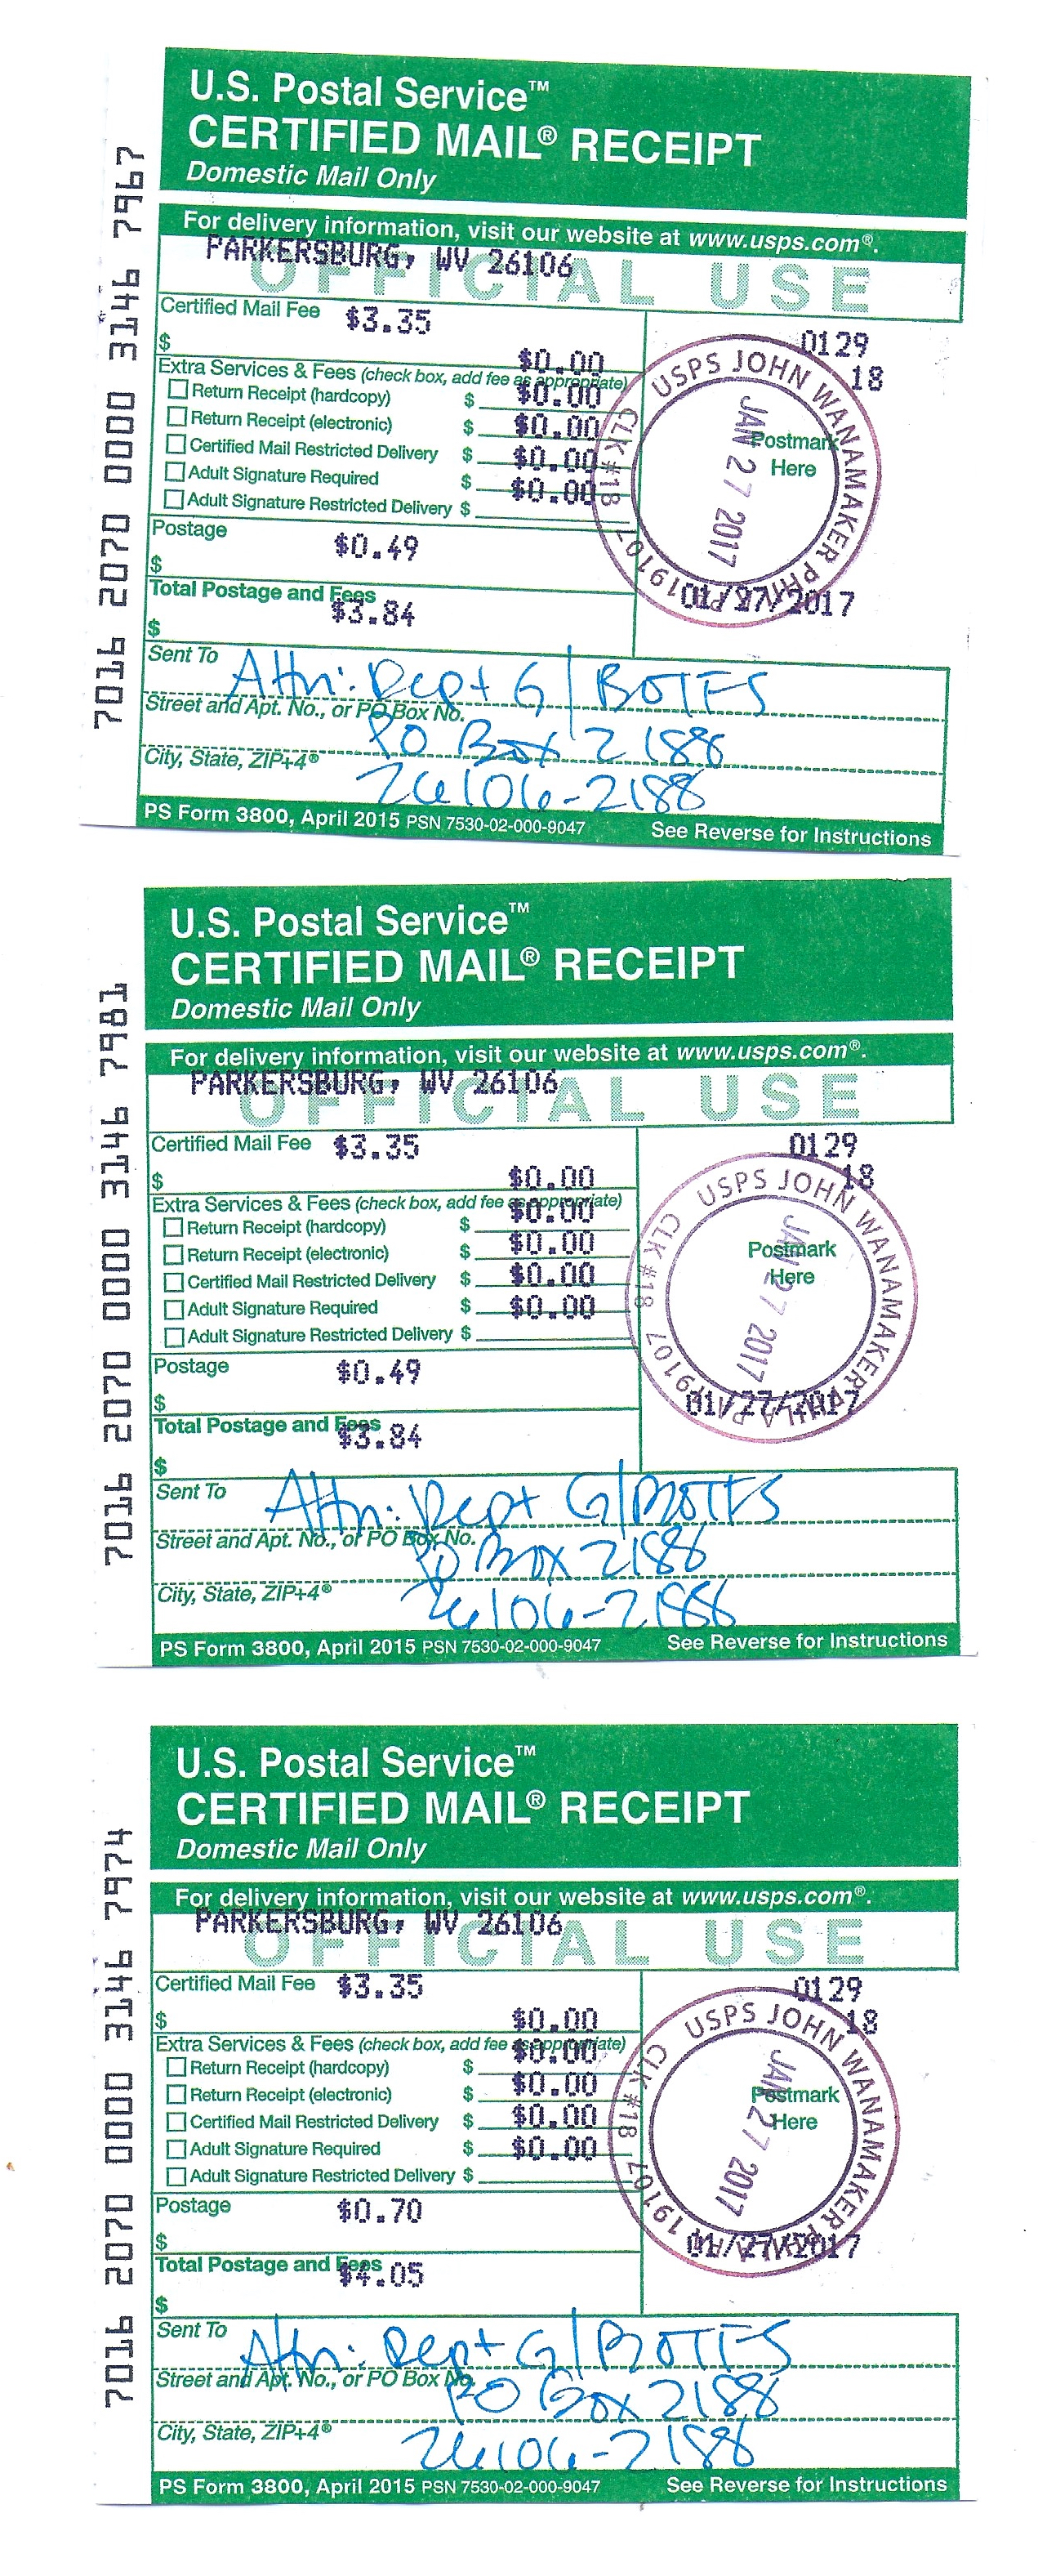 U.S. Postal Service™
CERTIFIED MAIL® RECEIPT
Domestic Mail Only
7016 2070 0000 3146 7967
For delivery information, visit our website at www.usps.com®.
PARKERSBURG, WV 26106
OFFICIAL USE
Certified Mail Fee $3.35
$
$0.00
Extra Services & Fees (check box, add fee as appropriate)
$0.00
Return Receipt (hardcopy) $
Return Receipt (electronic) $ $0.00
Certified Mail Restricted Delivery $ $0.00
Adult Signature Required $ $0.00
Adult Signature Restricted Delivery $
Postage
$0.49
$
Total Postage and Fees
$3.84
$
0129
18
Postmark
Here
USPS JOHN WANAMAKER PHILA PA 19107 CLK #18
JAN 27 2017
01/27/2017
Sent To Attn: Dept G/BOTFS
Street and Apt. No., or PO Box No. PO Box 2188
City, State, ZIP+4® 26106-2188
PS Form 3800, April 2015 PSN 7530-02-000-9047 See Reverse for Instructions
U.S. Postal Service™
CERTIFIED MAIL® RECEIPT
Domestic Mail Only
7016 2070 0000 3146 7981
For delivery information, visit our website at www.usps.com®.
PARKERSBURG, WV 26106
OFFICIAL USE
Certified Mail Fee $3.35
$
$0.00
Extra Services & Fees (check box, add fee as appropriate)
$0.00
Return Receipt (hardcopy) $
Return Receipt (electronic) $ $0.00
Certified Mail Restricted Delivery $ $0.00
Adult Signature Required $ $0.00
Adult Signature Restricted Delivery $
Postage
$0.49
$
Total Postage and Fees
$3.84
$
0129
18
Postmark
Here
USPS JOHN WANAMAKER PHILA PA 19107 CLK #18
JAN 27 2017
01/27/2017
Sent To Attn: Dept G/BOTFS
Street and Apt. No., or PO Box No. PO Box 2188
City, State, ZIP+4® 26106-2188
PS Form 3800, April 2015 PSN 7530-02-000-9047 See Reverse for Instructions
U.S. Postal Service™
CERTIFIED MAIL® RECEIPT
Domestic Mail Only
7016 2070 0000 3146 7974
For delivery information, visit our website at www.usps.com®.
PARKERSBURG, WV 26106
OFFICIAL USE
Certified Mail Fee $3.35
$
$0.00
Extra Services & Fees (check box, add fee as appropriate)
$0.00
Return Receipt (hardcopy) $
Return Receipt (electronic) $ $0.00
Certified Mail Restricted Delivery $ $0.00
Adult Signature Required $ $0.00
Adult Signature Restricted Delivery $
Postage
$0.70
$
Total Postage and Fees
$4.05
$
0129
18
Postmark
Here
USPS JOHN WANAMAKER PHILA PA 19107 CLK #18
JAN 27 2017
01/27/2017
Sent To Attn: Dept G/BOTFS
Street and Apt. No., or PO Box No. PO Box 2188
City, State, ZIP+4® 26106-2188
PS Form 3800, April 2015 PSN 7530-02-000-9047 See Reverse for Instructions